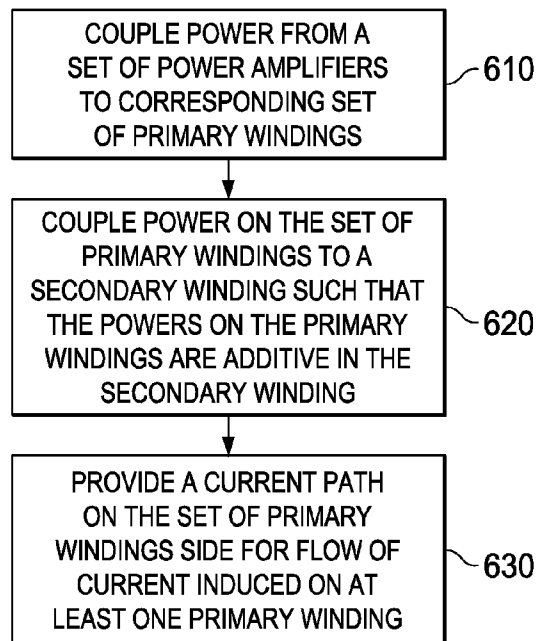 COUPLE POWER FROM A
SET OF POWER AMPLIFIERS
TO CORRESPONDING SET
OF PRIMARY WINDINGS
610
COUPLE POWER ON THE SET OF
PRIMARY WINDINGS TO A
SECONDARY WINDING SUCH THAT
THE POWERS ON THE PRIMARY
WINDINGS ARE ADDITIVE IN THE
SECONDARY WINDING
620
PROVIDE A CURRENT PATH
ON THE SET OF PRIMARY
WINDINGS SIDE FOR FLOW OF
CURRENT INDUCED ON AT
LEAST ONE PRIMARY WINDING
630